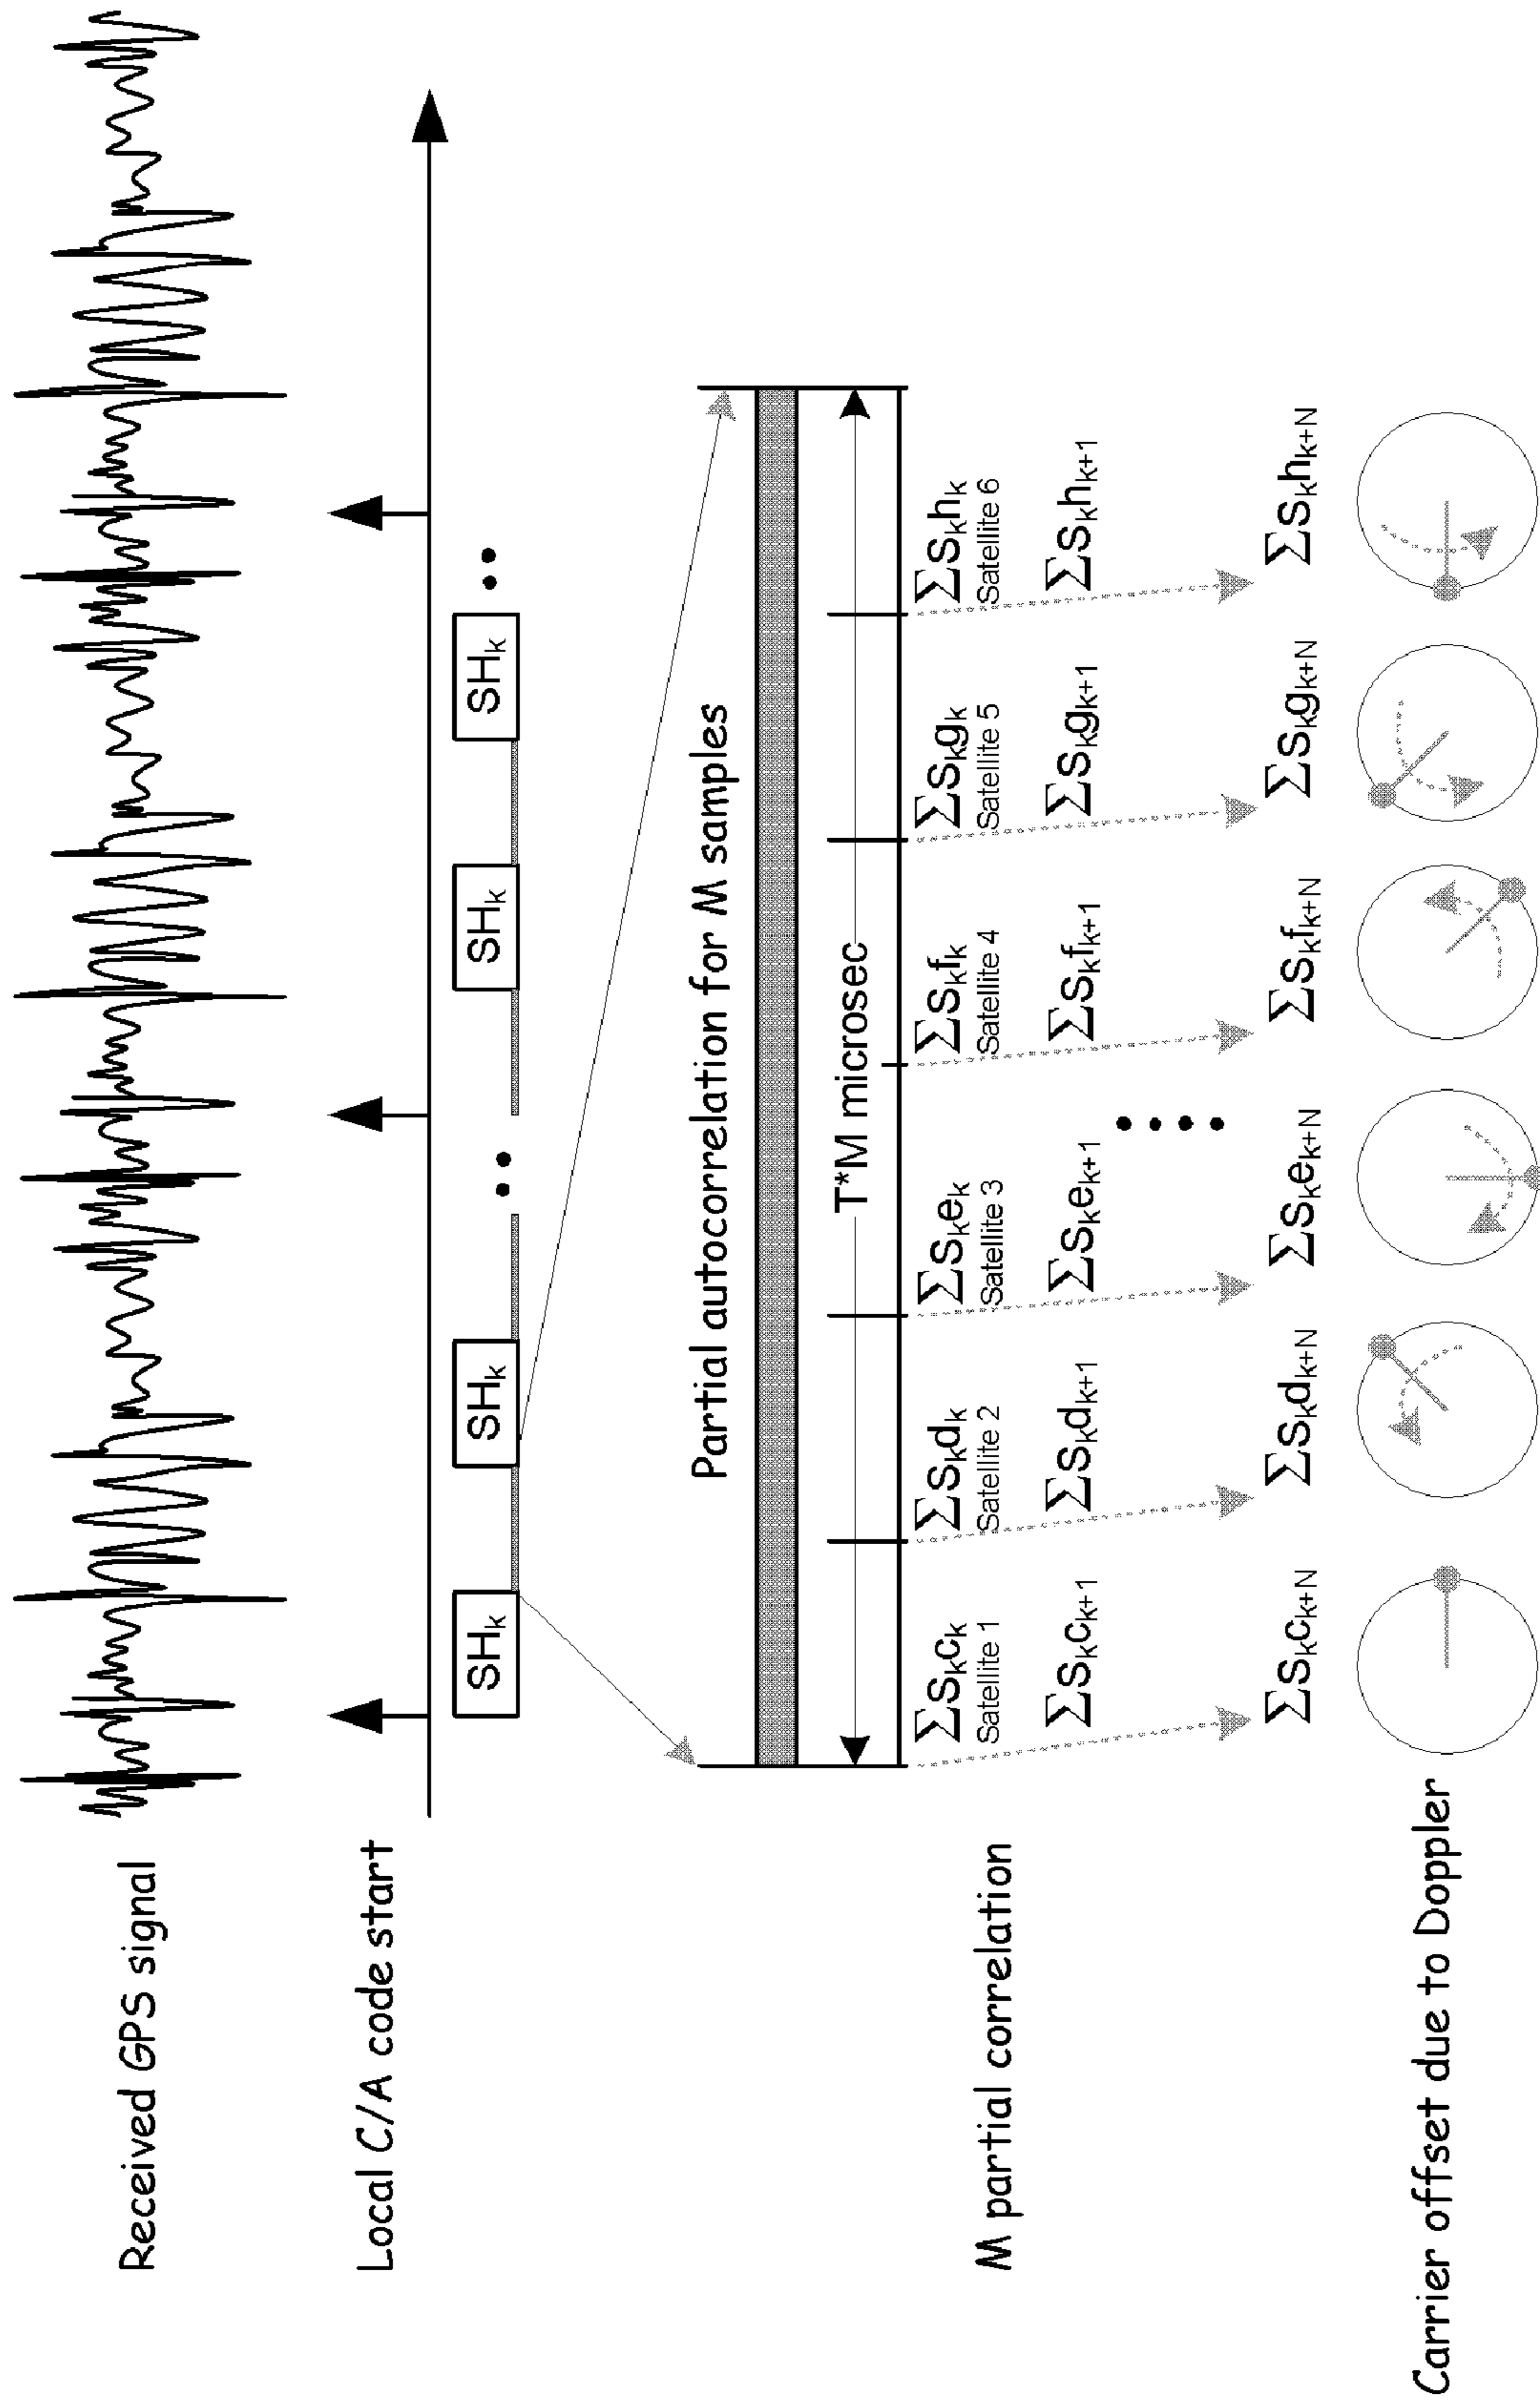 Received GPS signal
Local C/A code start
SHₖ SHₖ •• SHₖ SHₖ ••
Partial autocorrelation for M samples
T*M microsec
M partial correlation
∑Sₖcₖ ∑Sₖdₖ ∑Sₖeₖ ∑Sₖfₖ ∑Sₖgₖ ∑Sₖhₖ
Satellite 1 Satellite 2 Satellite 3 Satellite 4 Satellite 5 Satellite 6
∑Sₖcₖ₊₁ ∑Sₖdₖ₊₁ ∑Sₖeₖ₊₁ ∑Sₖfₖ₊₁ ∑Sₖgₖ₊₁ ∑Sₖhₖ₊₁
••••
∑Sₖcₖ₊N ∑Sₖdₖ₊N ∑Sₖeₖ₊N ∑Sₖfₖ₊N ∑Sₖgₖ₊N ∑Sₖhₖ₊N
Carrier offset due to Doppler